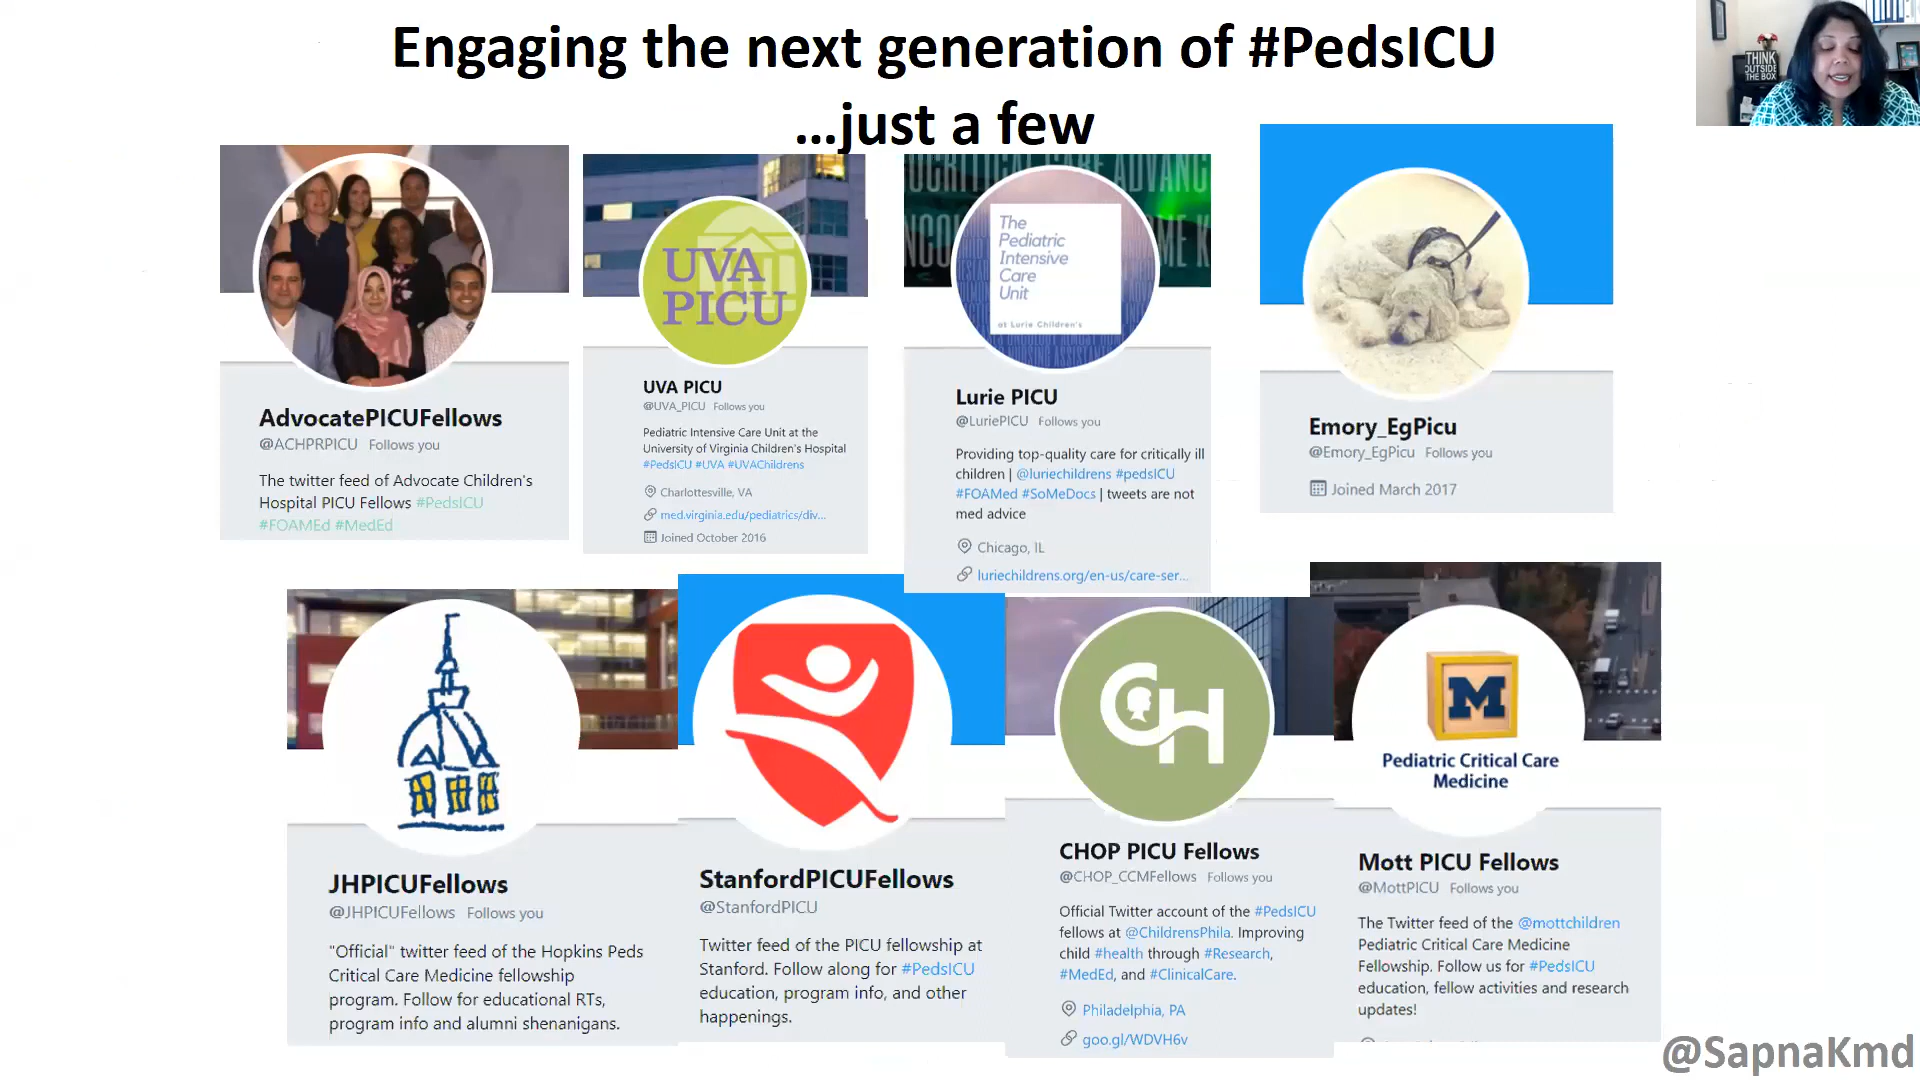 Engaging the next generation of #PedsICU
...just a few
THINK
OUTSIDE
THE BOX
AdvocatePICUFellows
@ACHPRPICU Follows you
The twitter feed of Advocate Children's
Hospital PICU Fellows #PedsICU
#FOAMEd #MedEd
UVA
PICU
UVA PICU
@UVA_PICU Follows you
Pediatric Intensive Care Unit at the
University of Virginia Children's Hospital
#PedsICU #UVA #UVAChildrens
Charlottesville, VA
med.virginia.edu/pediatrics/div...
Joined October 2016
The
Pediatric
Intensive
Care
Unit
at Lurie Children's
Lurie PICU
@LuriePICU Follows you
Providing top-quality care for critically ill
children | @luriechildrens #pedsICU
#FOAMed #SoMeDocs | tweets are not
med advice
Chicago, IL
luriechildrens.org/en-us/care-ser...
Emory_EgPicu
@Emory_EgPicu Follows you
Joined March 2017
JHPICUFellows
@JHPICUFellows Follows you
"Official" twitter feed of the Hopkins Peds
Critical Care Medicine fellowship
program. Follow for educational RTs,
program info and alumni shenanigans.
StanfordPICUFellows
@StanfordPICU
Twitter feed of the PICU fellowship at
Stanford. Follow along for #PedsICU
education, program info, and other
happenings.
CH
CHOP PICU Fellows
@CHOP_CCMFellows Follows you
Official Twitter account of the #PedsICU
fellows at @ChildrensPhila. Improving
child #health through #Research,
#MedEd, and #ClinicalCare.
Philadelphia, PA
goo.gl/WDVH6v
M
Pediatric Critical Care
Medicine
Mott PICU Fellows
@MottPICU Follows you
The Twitter feed of the @mottchildren
Pediatric Critical Care Medicine
Fellowship. Follow us for #PedsICU
education, fellow activities and research
updates!
@SapnaKmd